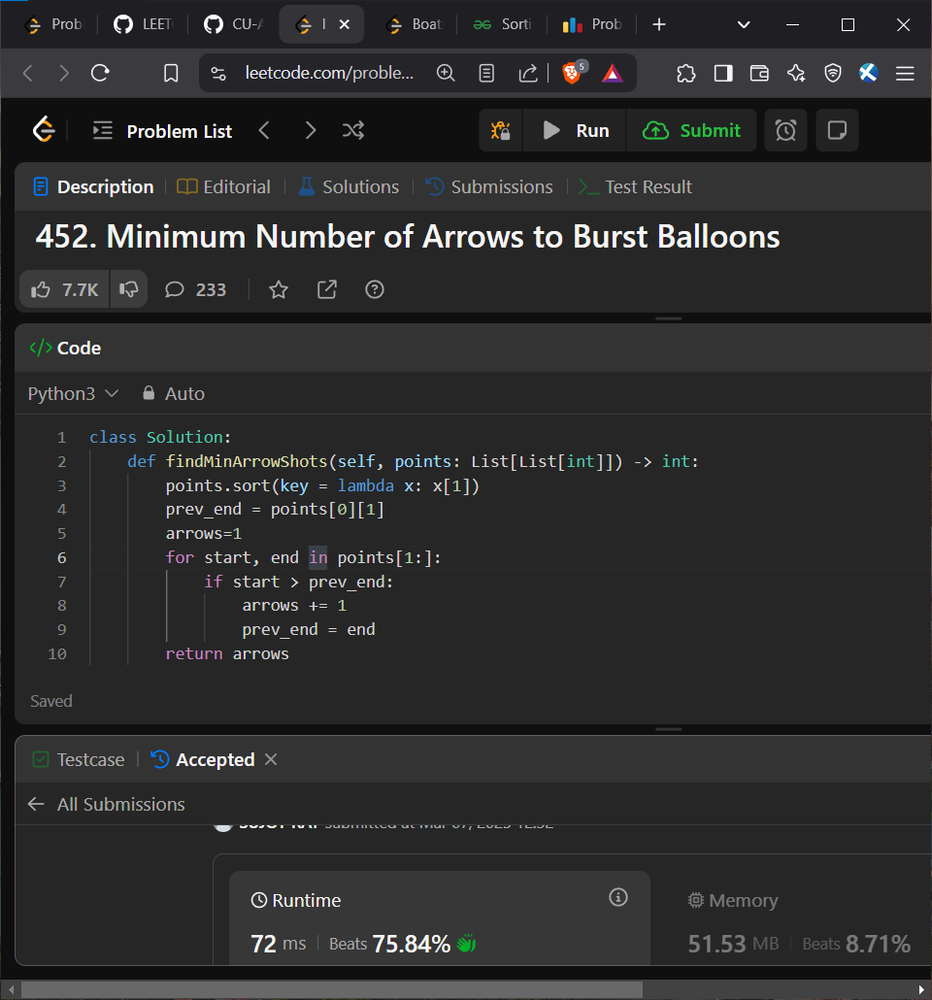 Prob LEET CU-A I Boat Sorti Prob
leetcode.com/proble... 5
Problem List Run Submit
Description Editorial Solutions Submissions Test Result
452. Minimum Number of Arrows to Burst Balloons
7.7K 233
</> Code
Python3 Auto
1 class Solution:
2 def findMinArrowShots(self, points: List[List[int]]) -> int:
3 points.sort(key = lambda x: x[1])
4 prev_end = points[0][1]
5 arrows=1
6 for start, end in points[1:]:
7 if start > prev_end:
8 arrows += 1
9 prev_end = end
10 return arrows
Saved
Testcase Accepted
All Submissions
submitted at Mar 07, 2025
Runtime Memory
72 ms Beats 75.84% 51.53 MB Beats 8.71%